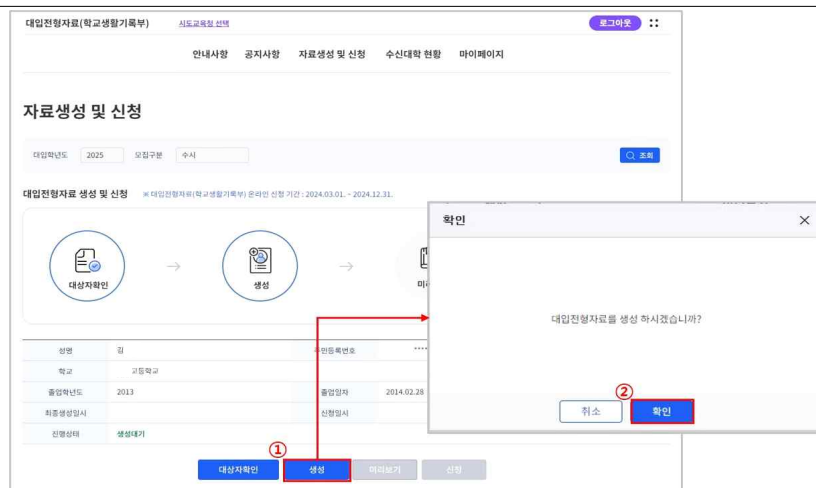 대입전형자료(학교생활기록부) 시도교육청 선택 로그아웃
안내사항 공지사항 자료생성 및 신청 수신대학 현황 마이페이지
자료생성 및 신청
대입학년도 2025 모집구분 수시 조회
대입전형자료 생성 및 신청 ※ 대입전형자료(학교생활기록부) 온라인 신청 기간 : 2024.03.01. ~ 2024.12.31.
대상자확인 → 생성 →
확인 ×
대입전형자료를 생성 하시겠습니까?
②
취소 확인
성명 김 주민등록번호 ****
학교 고등학교
졸업학년도 2013 졸업일자 2014.02.28
최종생성일시 신청일시
진행상태 생성대기
①
대상자확인 생성 미리보기 신청